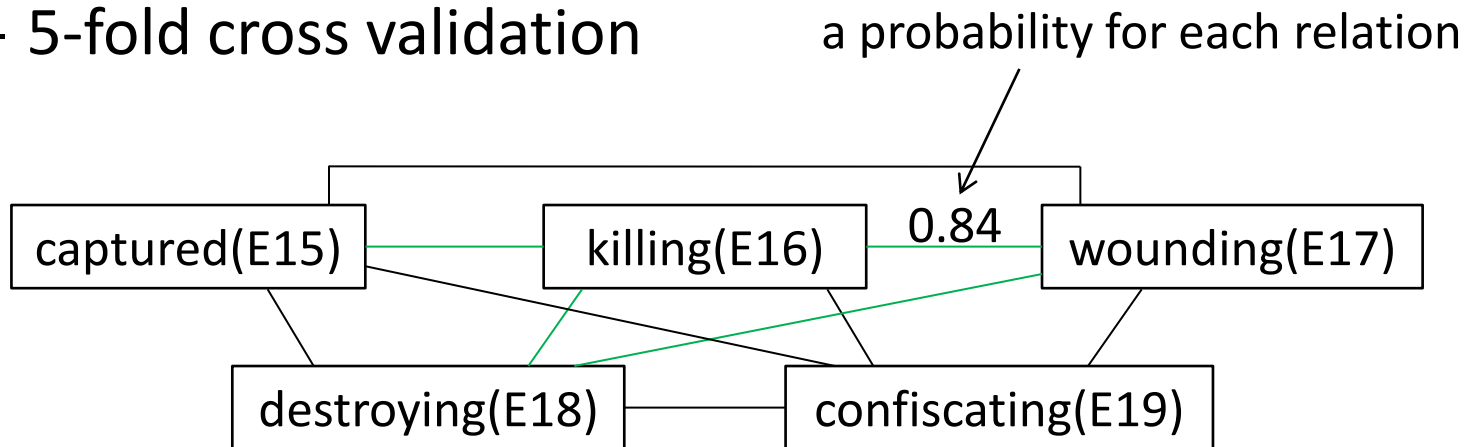 - 5-fold cross validation
a probability for each relation
0.84
captured(E15)
killing(E16)
wounding(E17)
destroying(E18)
confiscating(E19)